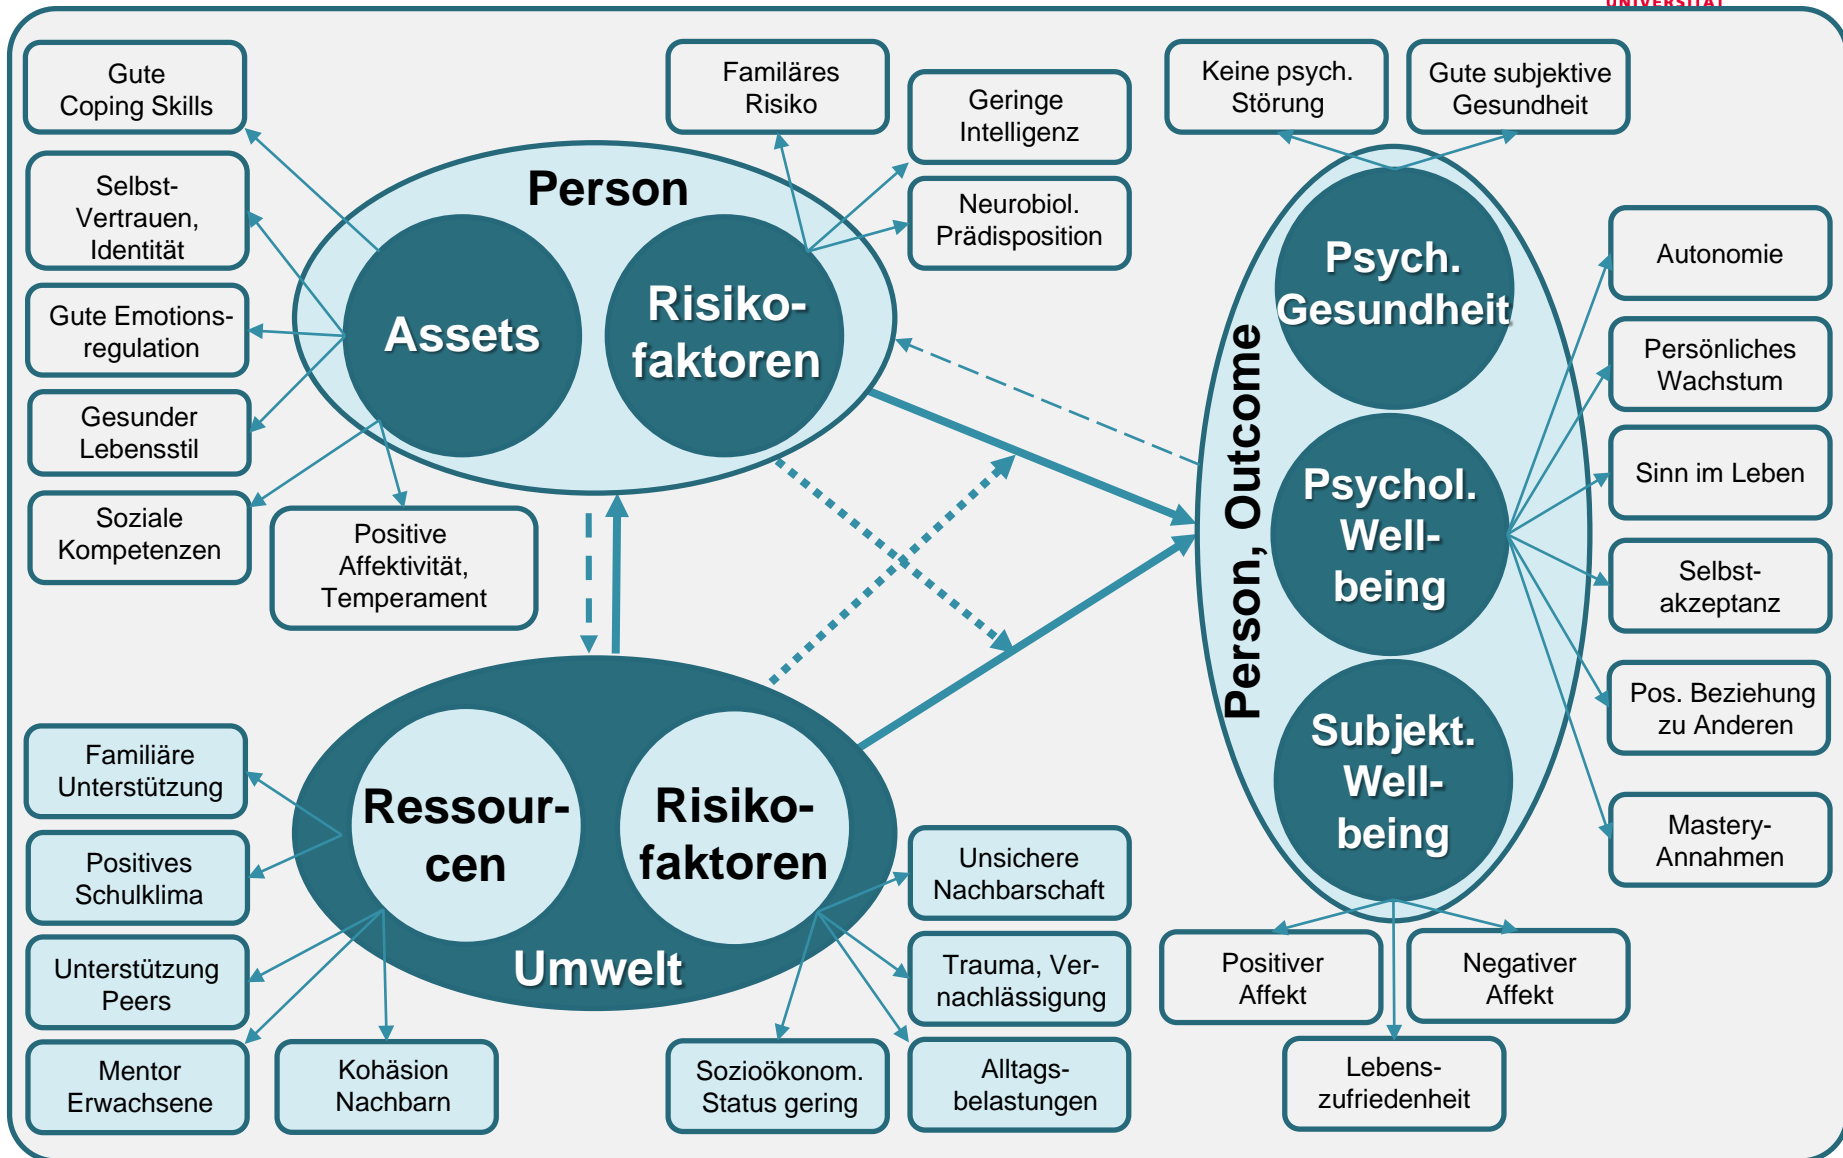 UNIVERSITÄT
Gute
Coping Skills
Selbst-
Vertrauen,
Identität
Gute Emotions-
regulation
Gesunder
Lebensstil
Soziale
Kompetenzen
Positive
Affektivität,
Temperament
Person
Assets
Risiko-
faktoren
Familäres
Risiko
Geringe
Intelligenz
Neurobiol.
Prädisposition
Familiäre
Unterstützung
Positives
Schulklima
Unterstützung
Peers
Mentor
Erwachsene
Kohäsion
Nachbarn
Ressour-
cen
Risiko-
faktoren
Umwelt
Sozioökonom.
Status gering
Unsichere
Nachbarschaft
Trauma, Ver-
nachlässigung
Alltags-
belastungen
Keine psych.
Störung
Gute subjektive
Gesundheit
Person, Outcome
Psych.
Gesundheit
Psychol.
Well-
being
Subjekt.
Well-
being
Autonomie
Persönliches
Wachstum
Sinn im Leben
Selbst-
akzeptanz
Pos. Beziehung
zu Anderen
Mastery-
Annahmen
Positiver
Affekt
Negativer
Affekt
Lebens-
zufriedenheit